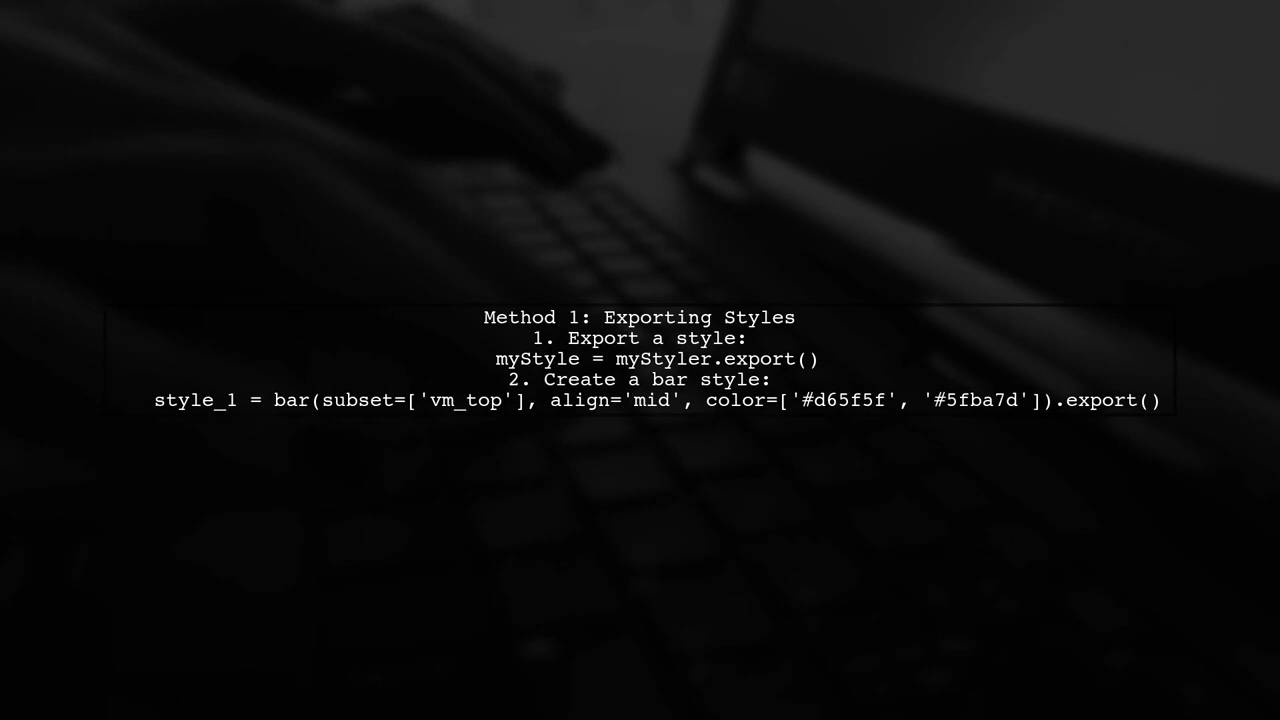 Method 1: Exporting Styles
1. Export a style:
myStyle = myStyler.export()
2. Create a bar style:
style_1 = bar(subset=['vm_top'], align='mid', color=['#d65f5f', '#5fba7d']).export()